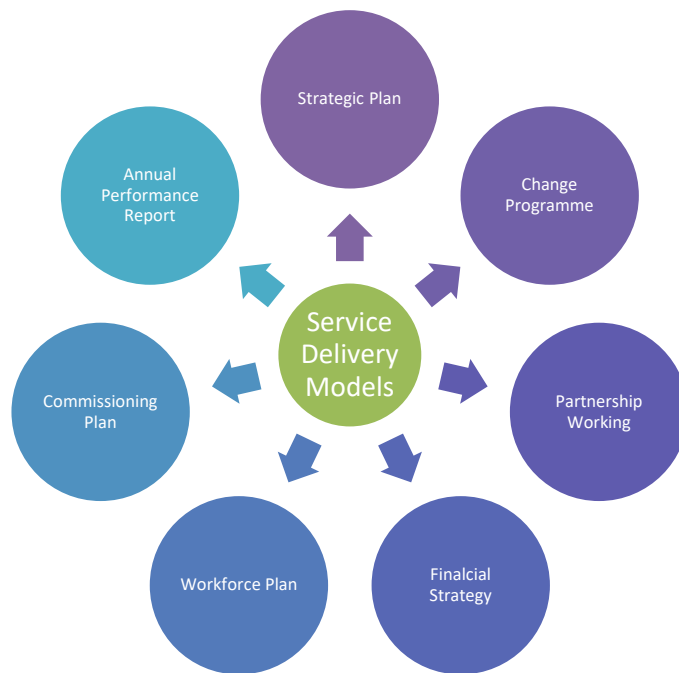 Strategic Plan
Change
Programme
Partnership
Working
Finalcial
Strategy
Workforce Plan
Commissioning
Plan
Annual
Performance
Report
Service
Delivery
Models